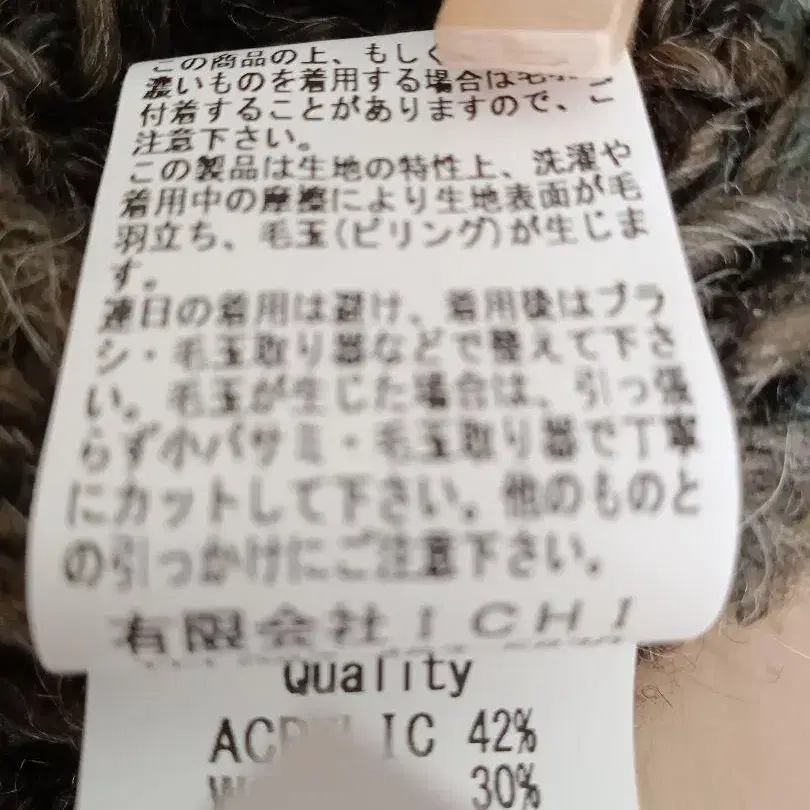 この商品の上、もしく
濃いものを着用する場合は毛
付着することがありますので、ご
注意下さい。
この製品は生地の特性上、洗濯や
着用中の摩擦により生地表面が毛
羽立ち、毛玉(ピリング)が生じま
す。
連日の着用は避け、着用後はブラ
シ・毛玉取り器などで整えて下さ
い。毛玉が生じた場合は、引っ張
らず小バサミ・毛玉取り器で丁寧
にカットして下さい。他のものと
の引っかけにご注意下さい。
有限会社ICHI
Quality
42%
30%